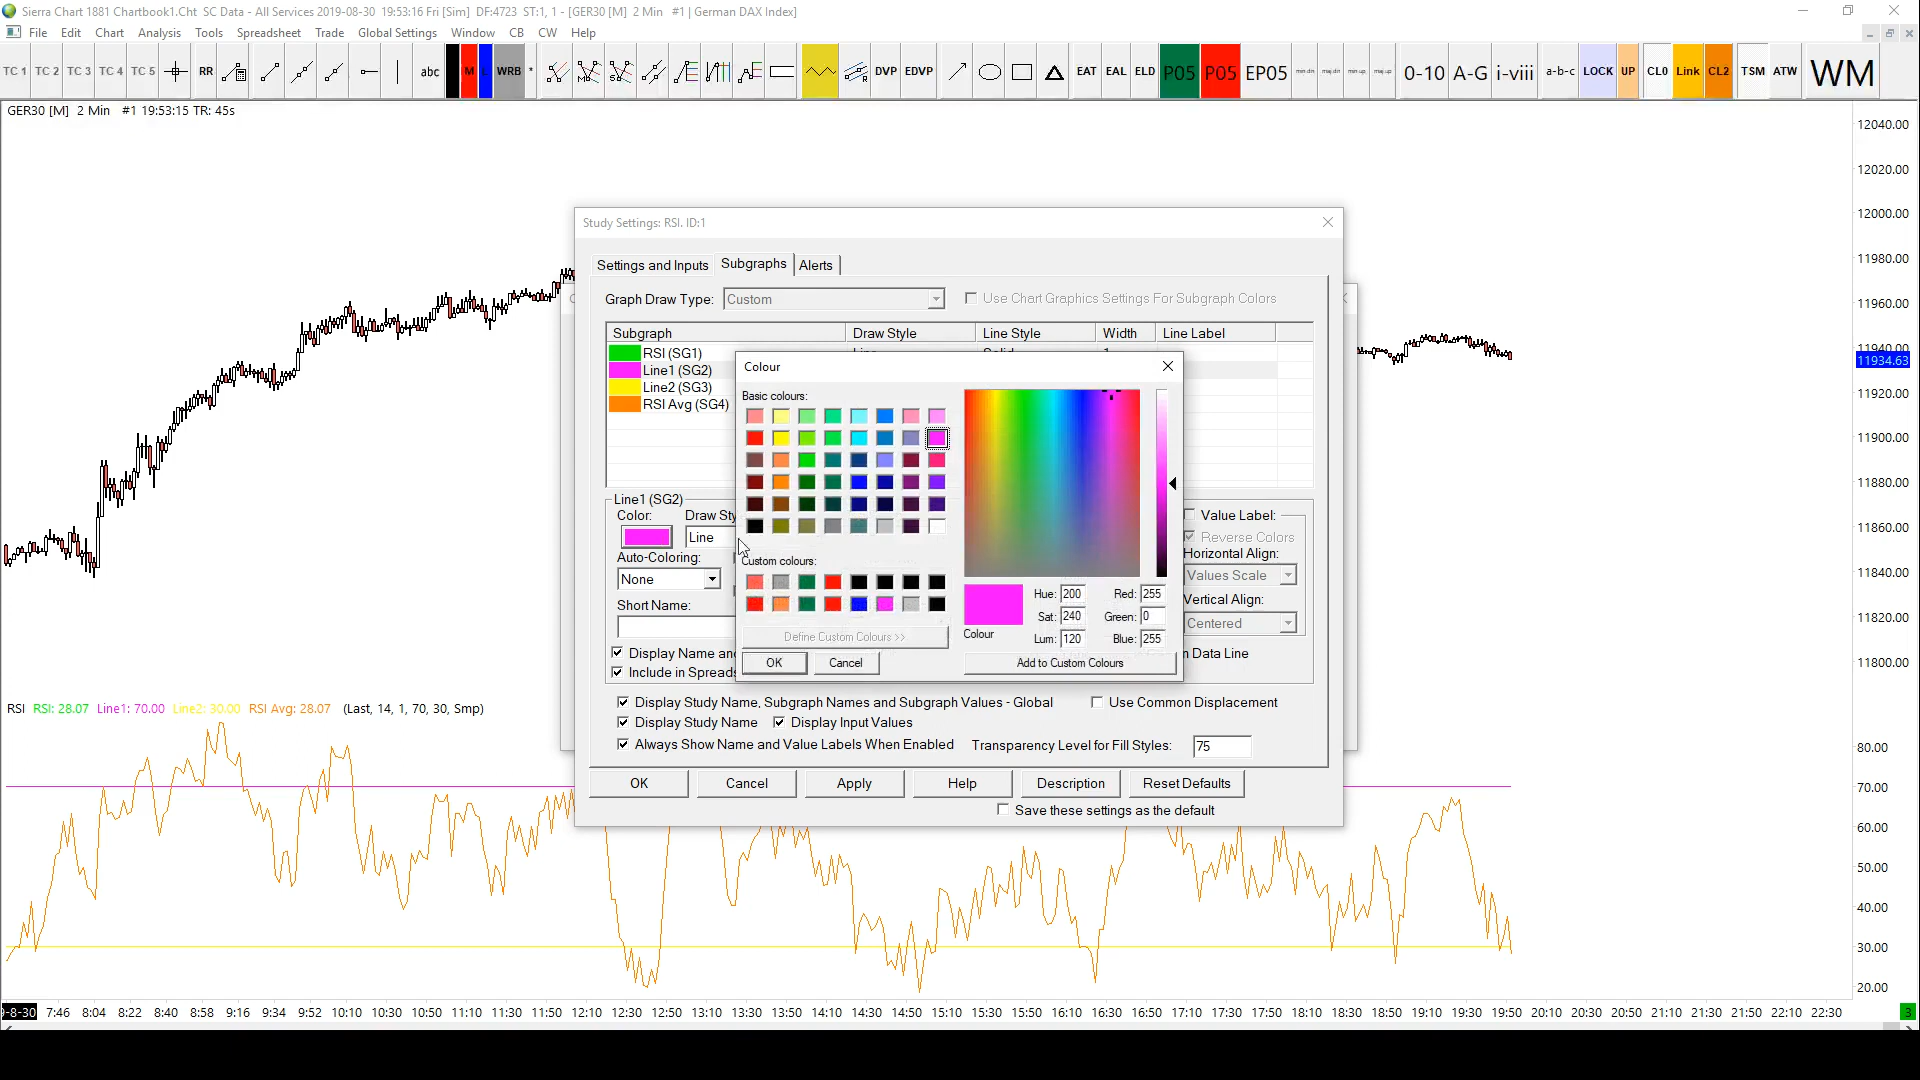 Sierra Chart 1881 Chartbook1.Cht  SC Data - All Services 2019-08-30  19:53:16 Fri [Sim]  DF:4723  ST:1, 1 - [GER30 [M]  2 Min   #1 | German DAX Index]
File Edit Chart Analysis Tools Spreadsheet Trade Global Settings Window CB CW Help
TC 1 TC 2 TC 3 TC 4 TC 5 RR abc M L WRB * DVP EDVP EAT EAL ELD P05 P05 EP05 min dn maj dn min up maj up 0-10 A-G i-viii a-b-c LOCK UP CL0 Link CL2 TSM ATW WM
GER30 [M]  2 Min   #1 19:53:15 TR: 45s
12040.00
12020.00
12000.00
11980.00
11960.00
11940.00
11934.63
11920.00
11900.00
11880.00
11860.00
11840.00
11820.00
11800.00
Study Settings: RSI. ID:1
Settings and Inputs Subgraphs Alerts
Graph Draw Type: Custom Use Chart Graphics Settings For Subgraph Colors
Subgraph Draw Style Line Style Width Line Label
RSI (SG1)
Line1 (SG2)
Line2 (SG3)
RSI Avg (SG4)
Line1 (SG2)
Color: Draw Sty
Line
Auto-Coloring:
None
Short Name:
Display Name and
Include in Spreads
Value Label:
Reverse Colors
Horizontal Align:
Values Scale
Vertical Align:
Centered
n Data Line
Colour
Basic colours:
Custom colours:
Define Custom Colours >>
OK Cancel
Colour
Hue: 200 Red: 255
Sat: 240 Green: 0
Lum: 120 Blue: 255
Add to Custom Colours
Display Study Name, Subgraph Names and Subgraph Values - Global Use Common Displacement
Display Study Name Display Input Values
Always Show Name and Value Labels When Enabled Transparency Level for Fill Styles: 75
OK Cancel Apply Help Description Reset Defaults
Save these settings as the default
RSI RSI: 28.07 Line1: 70.00 Line2: 30.00 RSI Avg: 28.07 (Last, 14, 1, 70, 30, Smp)
80.00
70.00
60.00
50.00
40.00
30.00
20.00
9-8-30 7:46 8:04 8:22 8:40 8:58 9:16 9:34 9:52 10:10 10:30 10:50 11:10 11:30 11:50 12:10 12:30 12:50 13:10 13:30 13:50 14:10 14:30 14:50 15:10 15:30 15:50 16:10 16:30 16:50 17:10 17:30 17:50 18:10 18:30 18:50 19:10 19:30 19:50 20:10 20:30 20:50 21:10 21:30 21:50 22:10 22:30 3